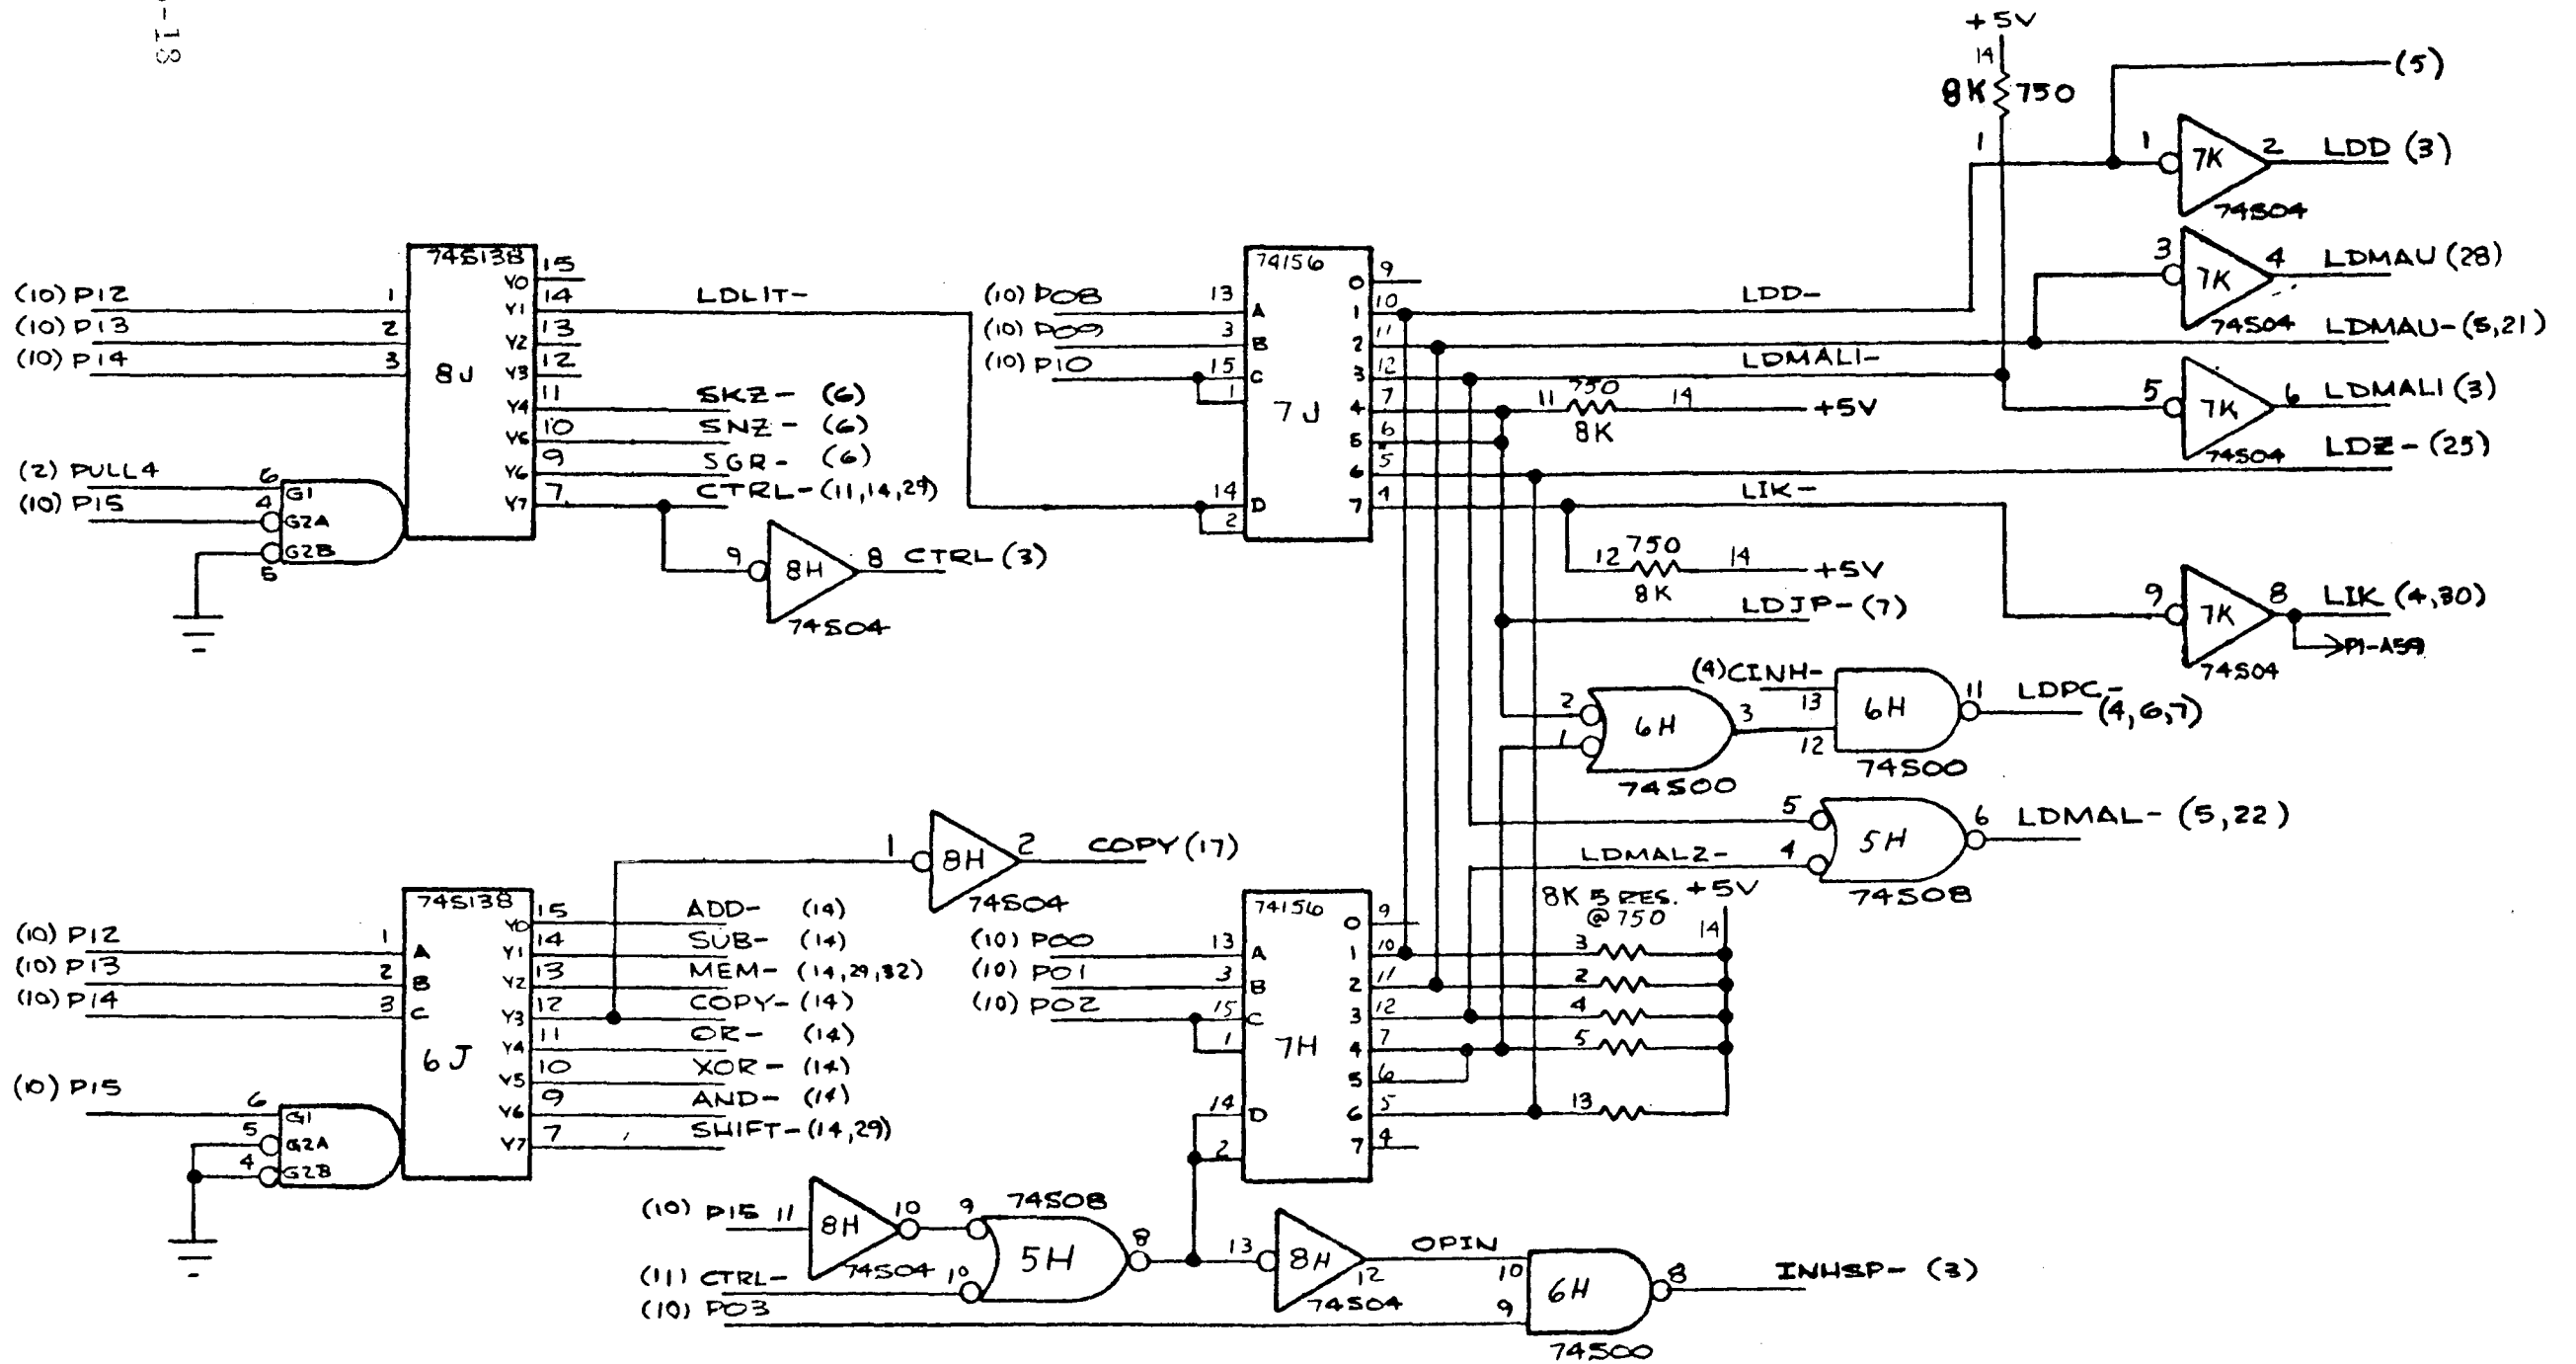 -18
+5V
14
8K 750
1
(5)
1 7K 2 LDD (3)
74S04
3 7K 4 LDMAU (28)
74S04
LDMAU- (5,21)
5 7K 6 LDMALI (3)
74S04
LDZ- (25)
74S138
(10) P12 1
(10) P13 2
(10) P14 3
8J
Y0 15
Y1 14 LDLIT-
Y2 13
Y3 12
Y4 11 SKZ- (6)
Y5 10 SNZ- (6)
Y6 9 SGR- (6)
Y7 7 CTRL- (11,14,29)
(2) PULL4 6 G1
(10) P15 4 G2A
G2B
5
9 8H 8 CTRL (3)
74S04
74156
(10) P08 13 A
(10) P09 3 B
(10) P10 15 C
1
7J
14 D
2
0 9
1 10 LDD-
2 11
3 12 LDMALI-
4 7 11 750 14 +5V
8K
5 6
6 5
7 4 LIK-
12 750 14 +5V
8K
LDJP- (7)
9 7K 8 LIK (4,30)
P1-A59
74S04
(4) CINH- 13
2 6H 3
1
74S00
12 6H 11 LDPC-
(4,6,7)
74S00
5 5H 6 LDMAL- (5,22)
LDMAL2- 4
74S08
1 8H 2 COPY (17)
74S04
74S138
(10) P12 1 A
(10) P13 2 B
(10) P14 3 C
6J
(10) P15 6 G1
5 G2A
4 G2B
Y0 15 ADD- (14)
Y1 14 SUB- (14)
Y2 13 MEM- (14,29,32)
Y3 12 COPY- (14)
Y4 11 OR- (14)
Y5 10 XOR- (14)
Y6 9 AND- (14)
Y7 7 SHIFT- (14,29)
74156
(10) P00 13 A
(10) P01 3 B
(10) P02 15 C
1
7H
14 D
2
8K 5 RES. +5V
@ 750
14
0 9
1 10 3
2 11 2
3 12 4
4 7 5
5 6
6 5 13
7 4
(10) P15 11 8H 10
74S04
9 5H 8
74S08
(11) CTRL- 10
(10) P03
13 8H 12 OPIN
74S04
10 6H 8 INHSP- (3)
9
74S00